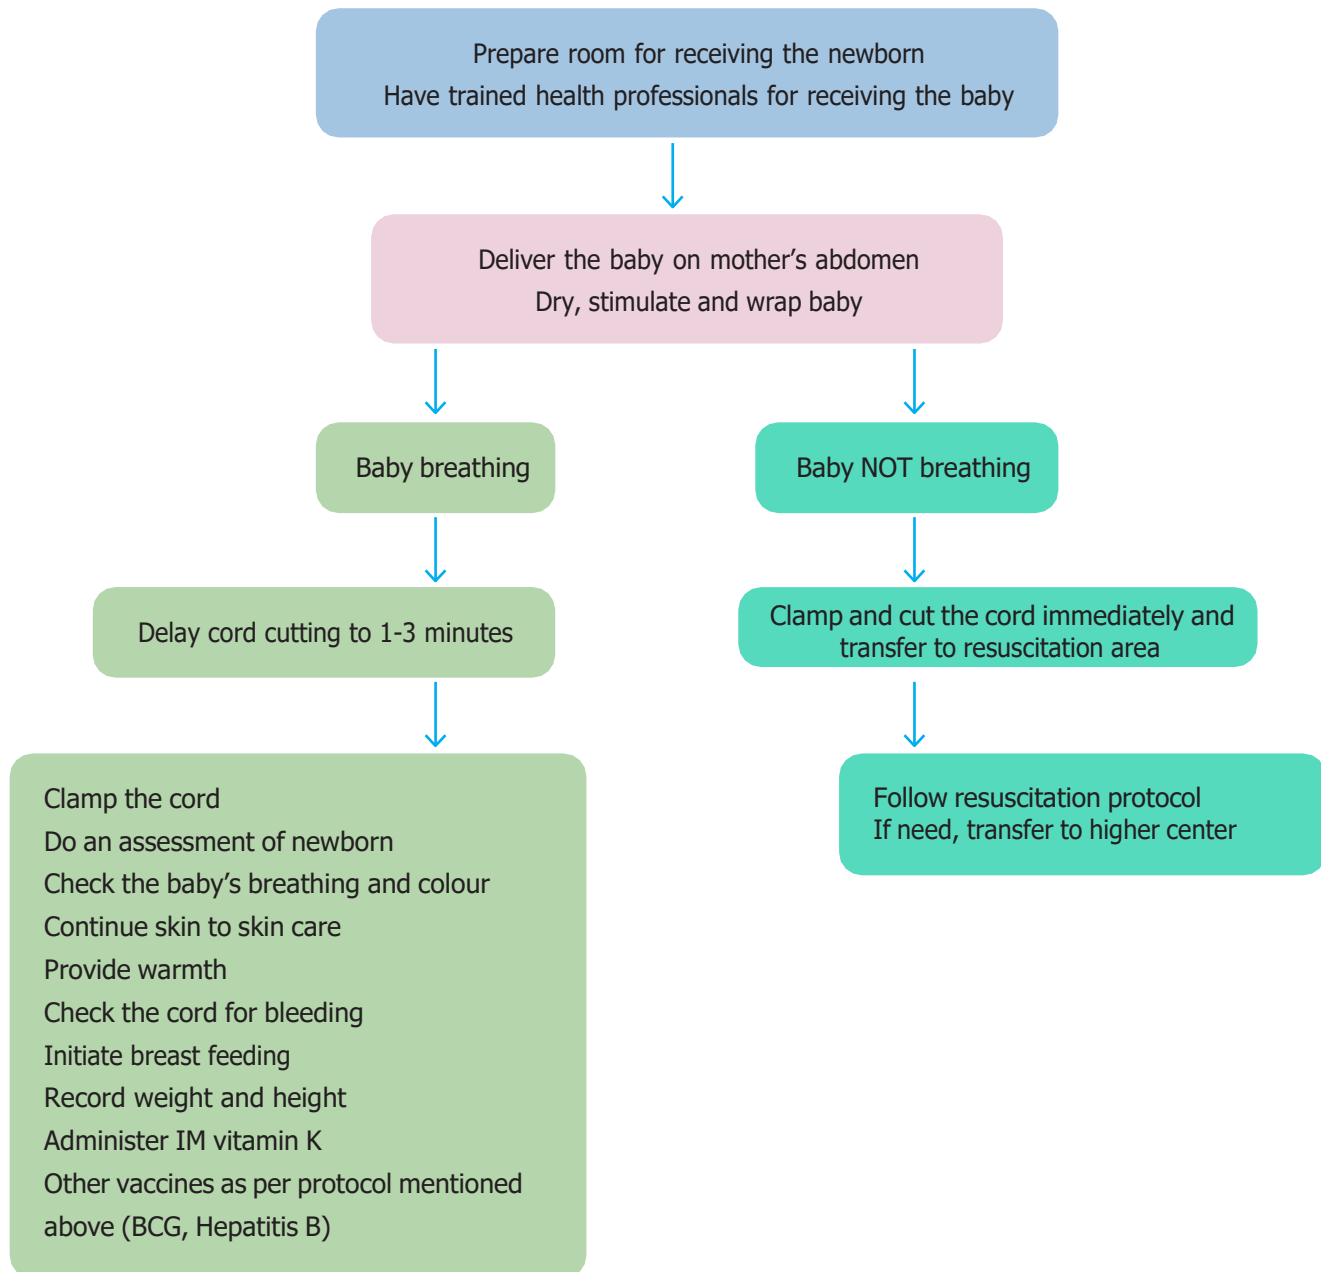 Prepare room for receiving the newborn
Have trained health professionals for receiving the baby
Deliver the baby on mother’s abdomen
Dry, stimulate and wrap baby
Baby breathing
Baby NOT breathing
Delay cord cutting to 1-3 minutes
Clamp and cut the cord immediately and
transfer to resuscitation area
Clamp the cord
Do an assessment of newborn
Check the baby’s breathing and colour
Continue skin to skin care
Provide warmth
Check the cord for bleeding
Initiate breast feeding
Record weight and height
Administer IM vitamin K
Other vaccines as per protocol mentioned
above (BCG, Hepatitis B)
Follow resuscitation protocol
If need, transfer to higher center